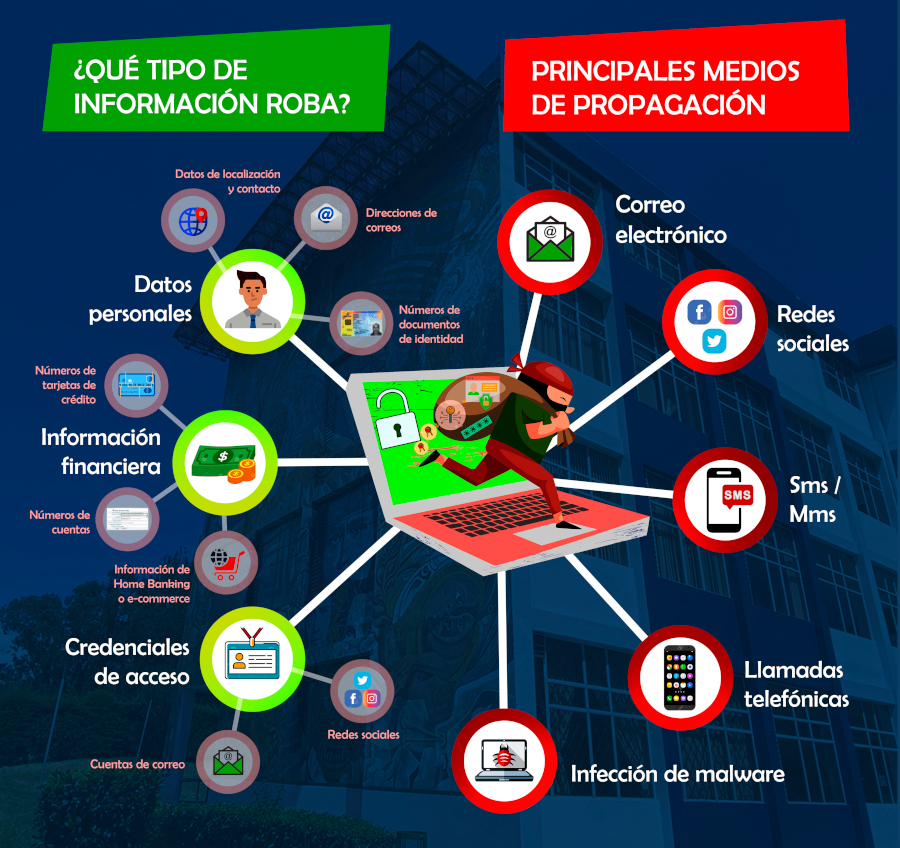 ¿QUÉ TIPO DE
INFORMACIÓN ROBA?
Datos de localización
y contacto
Direcciones de
correos
Datos
personales
Números de
documentos
de identidad
Números de
tarjetas de
crédito
Información
financiera
Números de
cuentas
Información de
Home Banking
o e-commerce
Credenciales
de acceso
Redes sociales
Cuentas de correo
PRINCIPALES MEDIOS
DE PROPAGACIÓN
Correo
electrónico
Redes
sociales
SMS
Sms /
Mms
Llamadas
telefónicas
Infección de malware